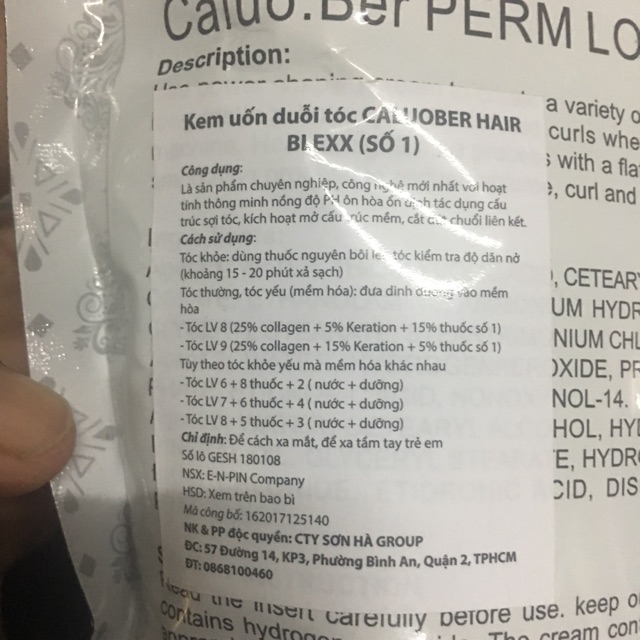 Caluo.Ber PERM LO
Description:
a variety o
curls whe
with a fla
, curl and
Kem uốn duỗi tóc CALUOBER HAIR
BLEXX (SỐ 1)
Công dụng:
Là sản phẩm chuyên nghiệp, công nghệ mới nhất với hoạt
tính thông minh nồng độ PH ôn hòa ổn định tác dụng cấu
trúc sợi tóc, kích hoạt mở cấu trúc mềm, cắt đứt chuỗi liên kết.
Cách sử dụng:
Tóc khỏe: dùng thuốc nguyên bôi lên tóc kiểm tra độ dãn nở
(khoảng 15 - 20 phút xả sạch)
Tóc thường, tóc yếu (mềm hóa): đưa dinh dưỡng vào mềm
hòa
- Tóc LV 8 (25% collagen + 5% Keration + 15% thuốc số 1)
- Tóc LV 9 (25% collagen + 15% Keration + 5% thuốc số 1)
Tùy theo tóc khỏe yếu mà mềm hóa khác nhau
- Tóc LV 6 + 8 thuốc + 2 ( nước + dưỡng)
- Tóc LV 7 + 6 thuốc + 4 ( nước + dưỡng)
- Tóc LV 8 + 5 thuốc + 3 ( nước + dưỡng)
Chỉ định: Để cách xa mắt, để xa tầm tay trẻ em
Số lô GESH 180108
NSX: E-N-PIN Company
HSD: Xem trên bao bì
Mã công bố: 162017125140
NK & PP độc quyền: CTY SƠN HÀ GROUP
ĐC: 57 Đường 14, KP3, Phường Bình An, Quận 2, TPHCM
ĐT: 0868100460
, CETEAR
UM HYDR
NIUM CHL
OXIDE, PR
NOL-14.
HOL, HYD
E, HYDRO
CID, DIS
Read the insert carefully before use. keep o
contains hydrog
The cream con